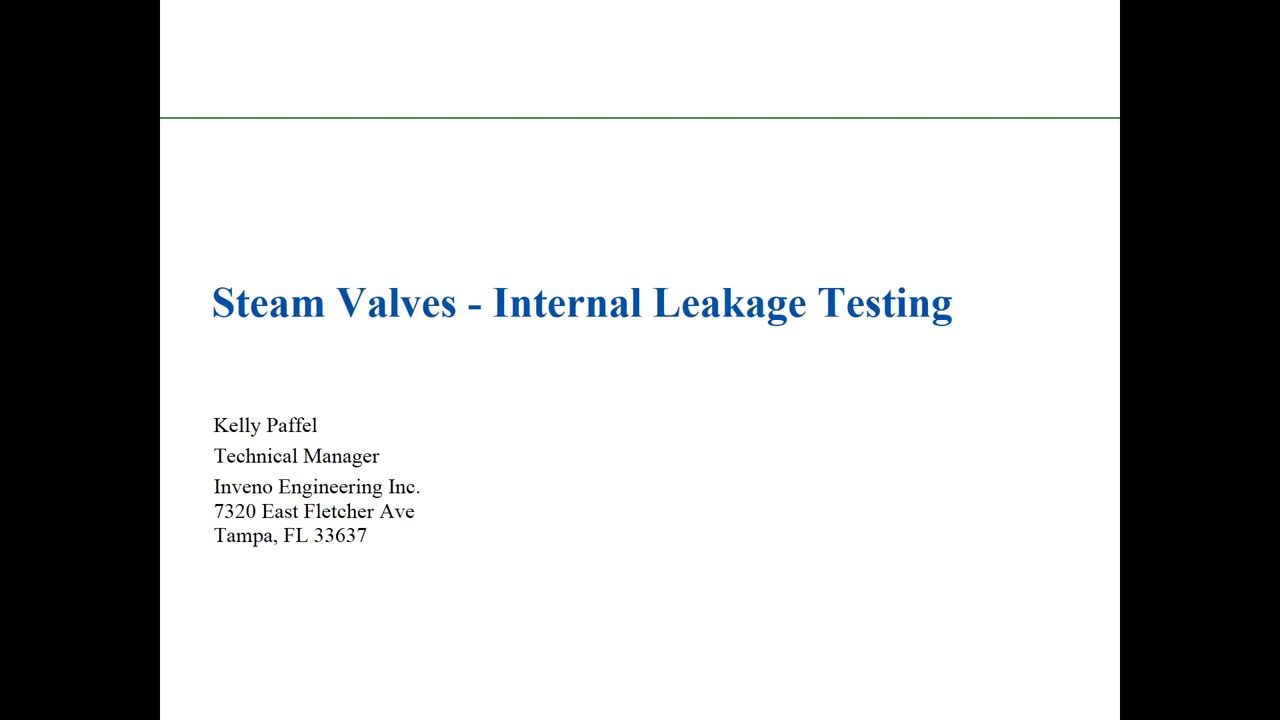 Steam Valves - Internal Leakage Testing
Kelly Paffel
Technical Manager
Inveno Engineering Inc.
7320 East Fletcher Ave
Tampa, FL 33637